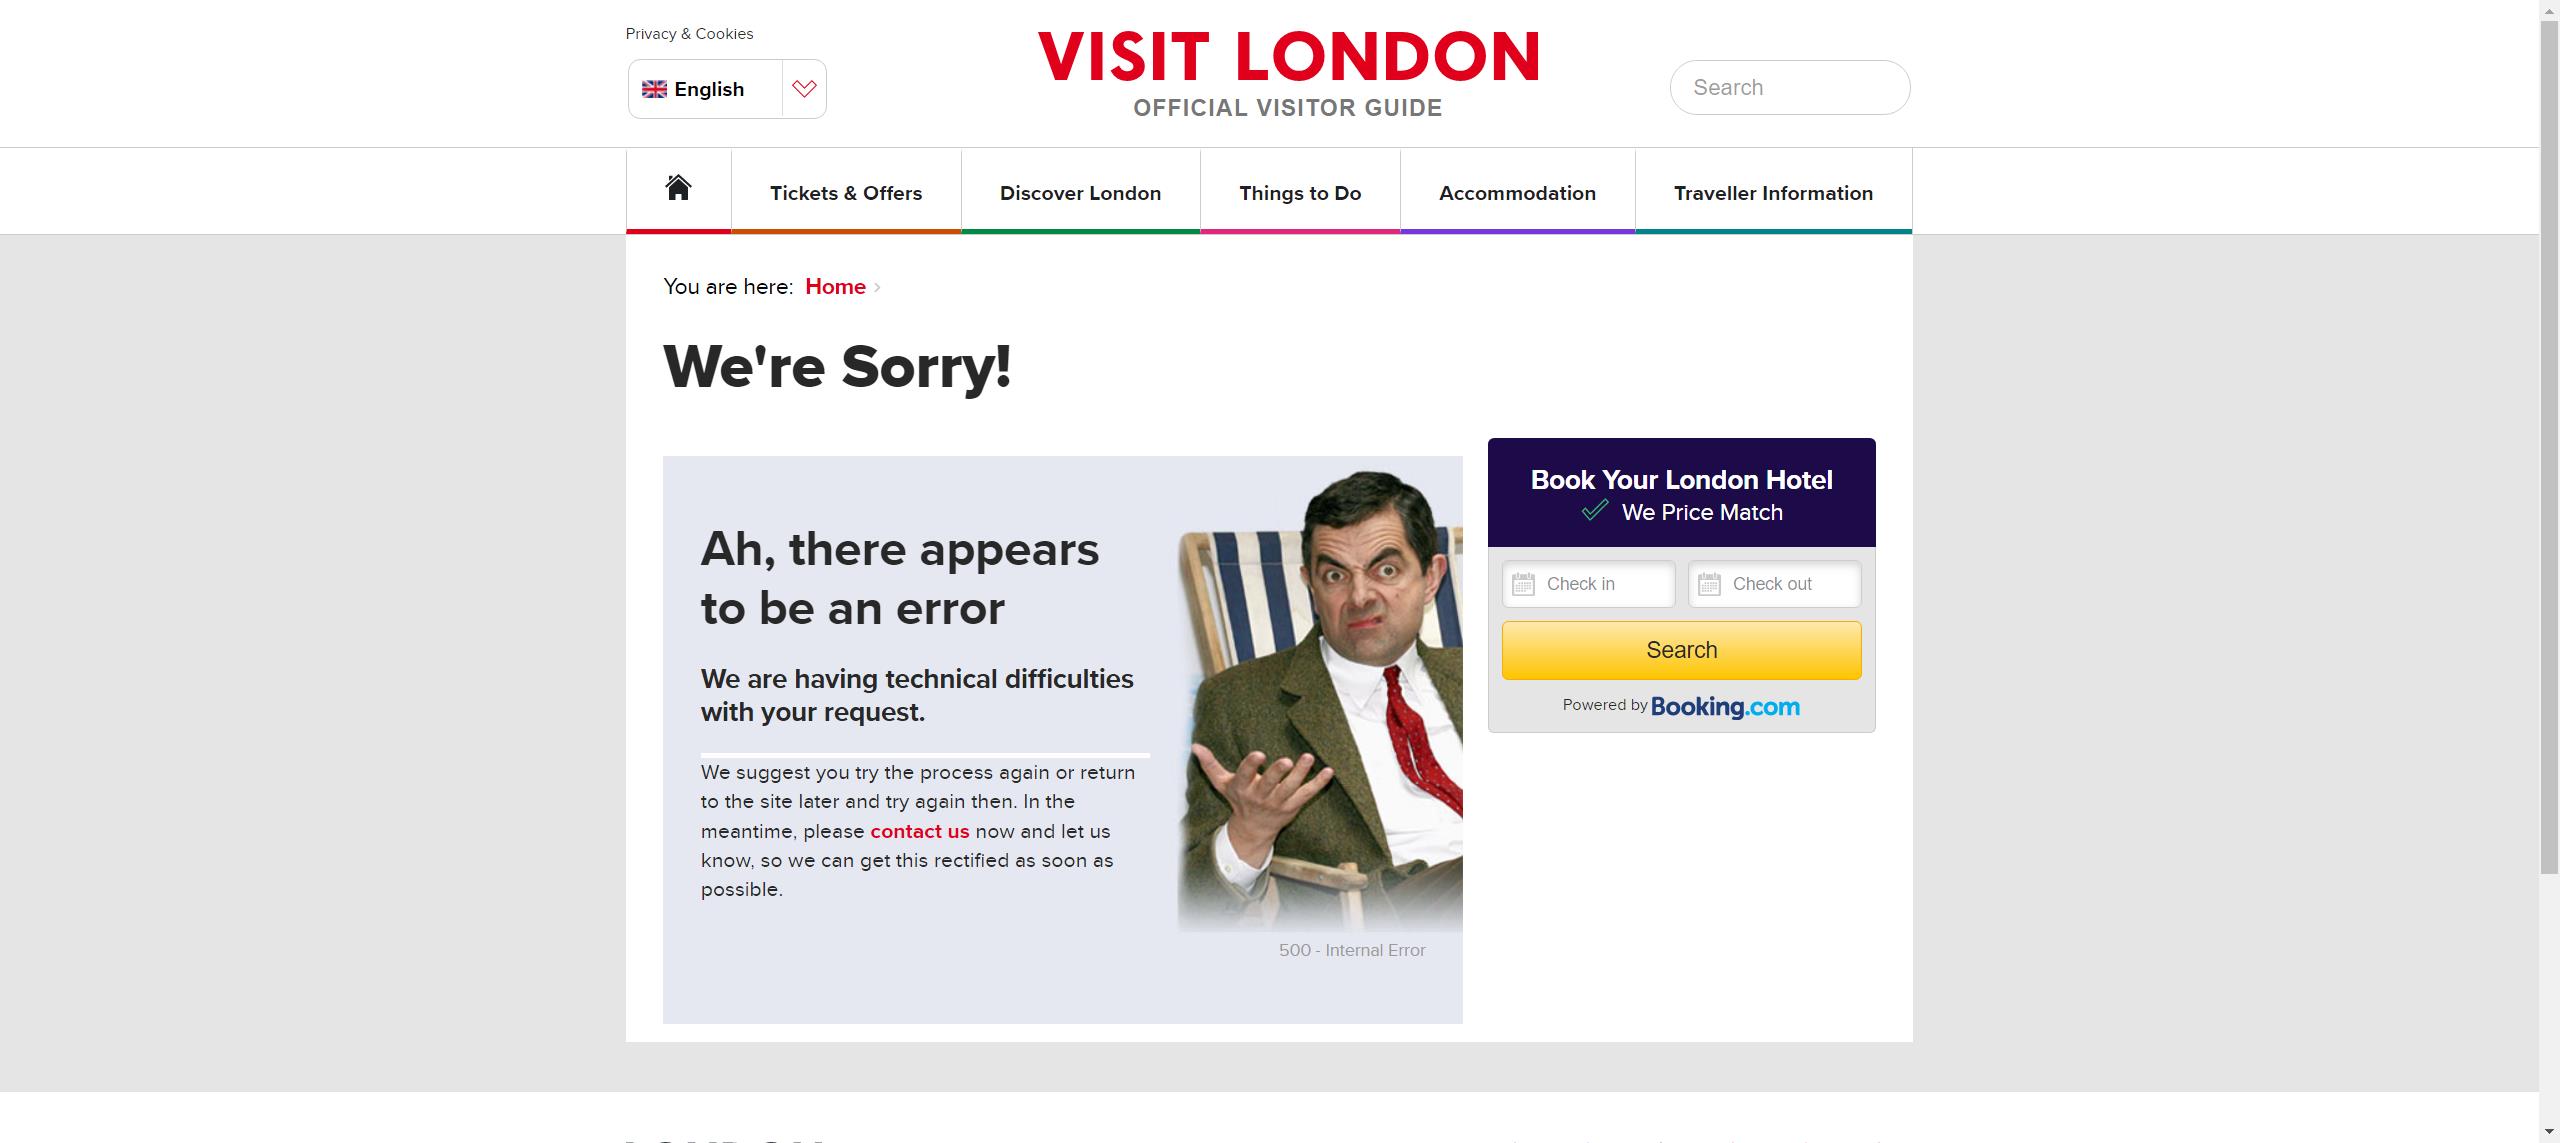 Privacy & Cookies
English
VISIT LONDON
OFFICIAL VISITOR GUIDE
Search
Tickets & Offers
Discover London
Things to Do
Accommodation
Traveller Information
You are here: Home ›
We're Sorry!
Ah, there appears
to be an error
We are having technical difficulties
with your request.
We suggest you try the process again or return
to the site later and try again then. In the
meantime, please contact us now and let us
know, so we can get this rectified as soon as
possible.
500 - Internal Error
Book Your London Hotel
We Price Match
Check in
Check out
Search
Powered by Booking.com